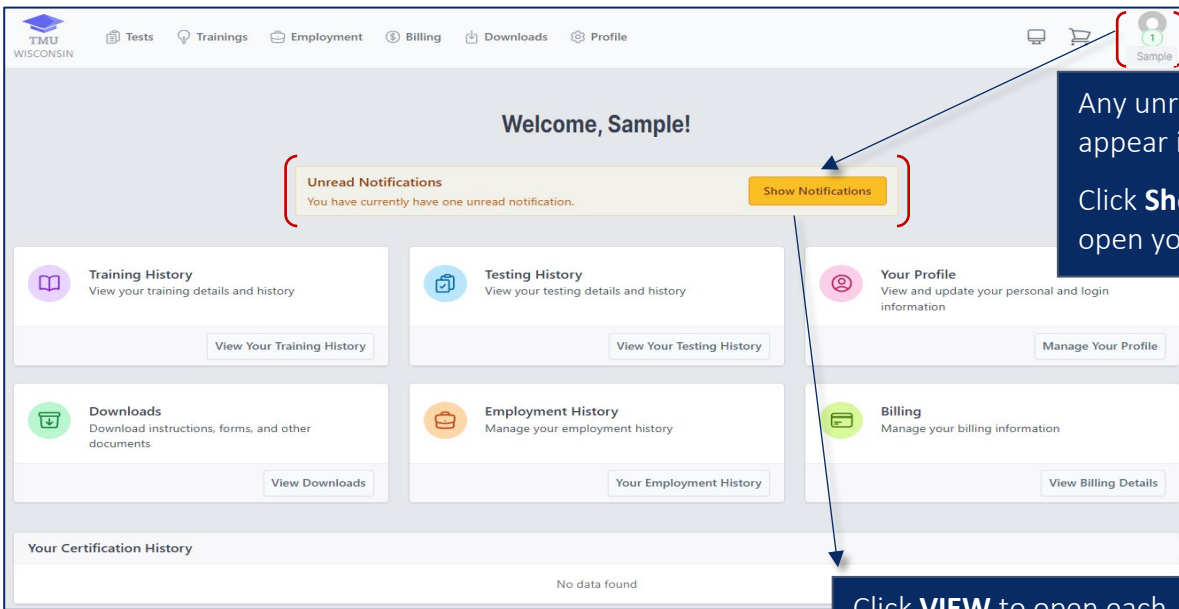 TMU
WISCONSIN
Tests Trainings Employment Billing Downloads Profile
1
Sample
Welcome, Sample!
Unread Notifications
You have currently have one unread notification.
Show Notifications
Any
appear
Click
open
Training History
View your training details and history
View Your Training History
Testing History
View your testing details and history
View Your Testing History
Your Profile
View and update your personal and login
information
Manage Your Profile
Downloads
Download instructions, forms, and other
documents
View Downloads
Employment History
Manage your employment history
Your Employment History
Billing
Manage your billing information
View Billing Details
Your Certification History
No data found
Click VIEW to open each